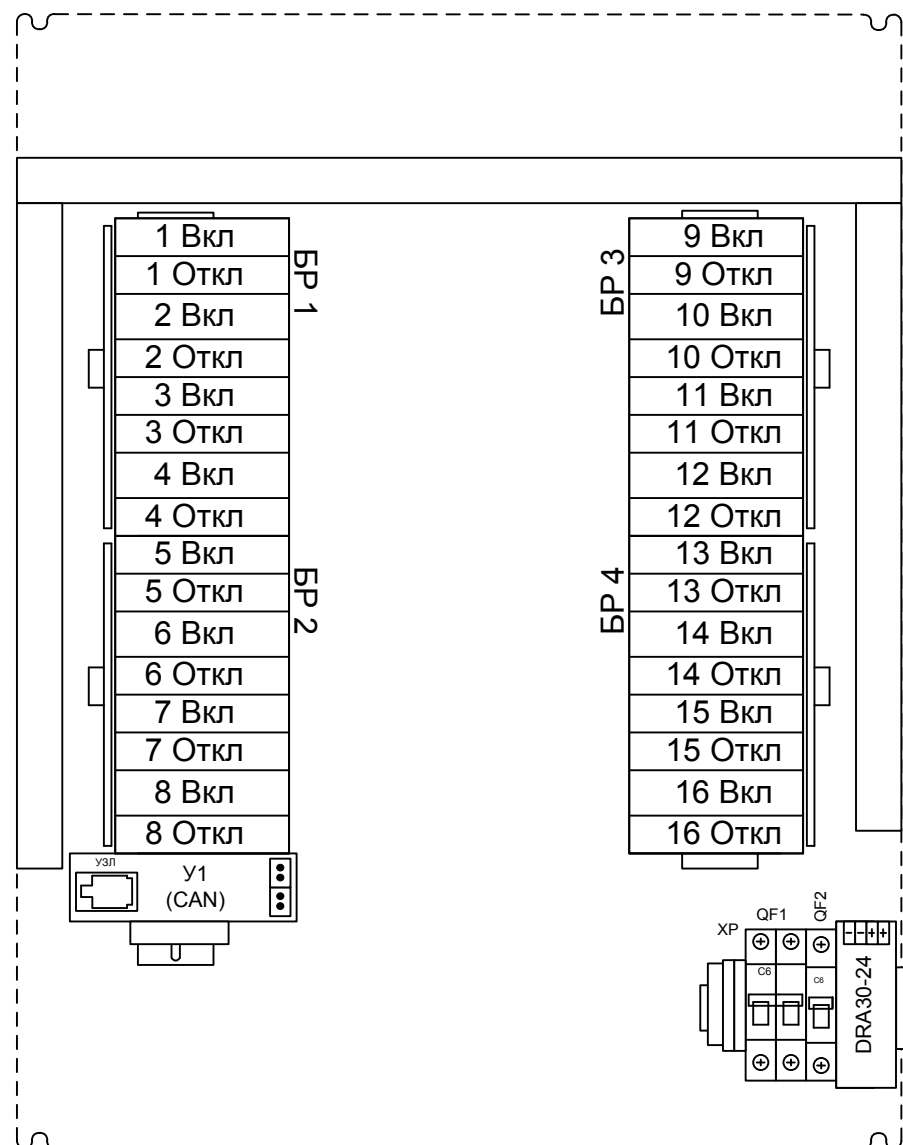 1 Вкл
1 Откл
2 Вкл
2 Откл
3 Вкл
3 Откл
4 Вкл
4 Откл
БР 1
5 Вкл
5 Откл
6 Вкл
6 Откл
7 Вкл
7 Откл
8 Вкл
8 Откл
БР 2
УЗЛ
У1
(CAN)
БР 3
9 Вкл
9 Откл
10 Вкл
10 Откл
11 Вкл
11 Откл
12 Вкл
12 Откл
БР 4
13 Вкл
13 Откл
14 Вкл
14 Откл
15 Вкл
15 Откл
16 Вкл
16 Откл
XP
QF1
QF2
C6
C6
- - + +
DRA30-24